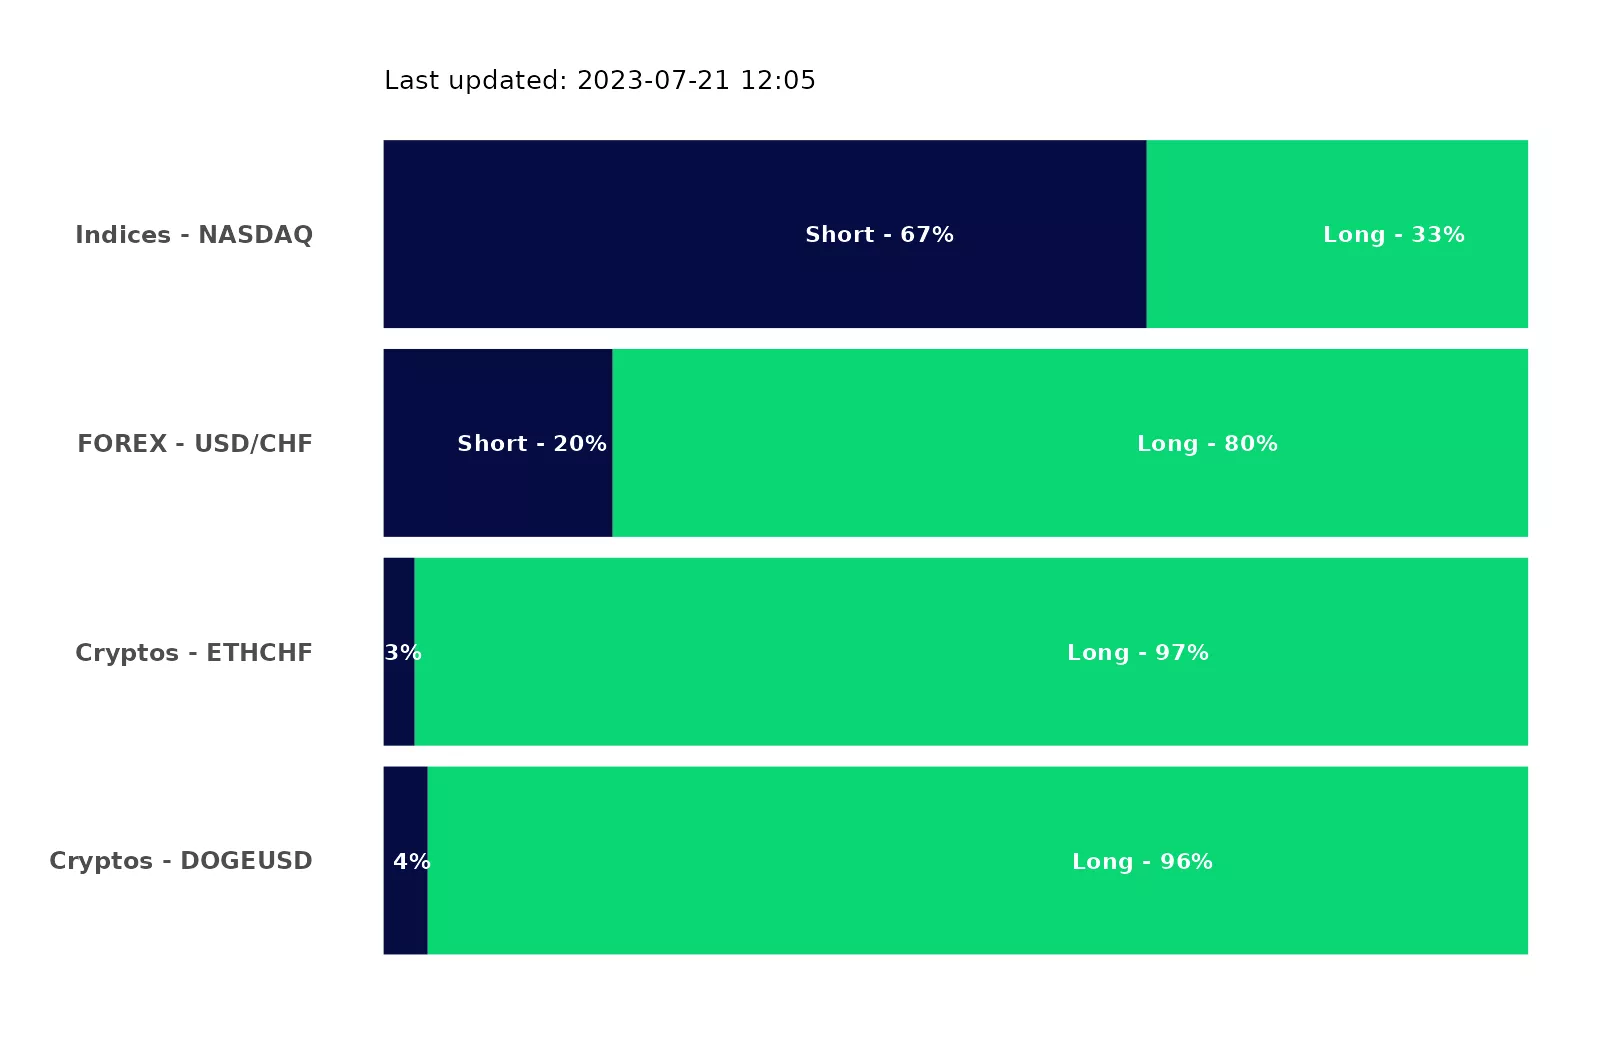 Last updated: 2023-07-21 12:05
Indices - NASDAQ
Short - 67%
Long - 33%
FOREX - USD/CHF
Short - 20%
Long - 80%
Cryptos - ETHCHF
3%
Long - 97%
Cryptos - DOGEUSD
4%
Long - 96%